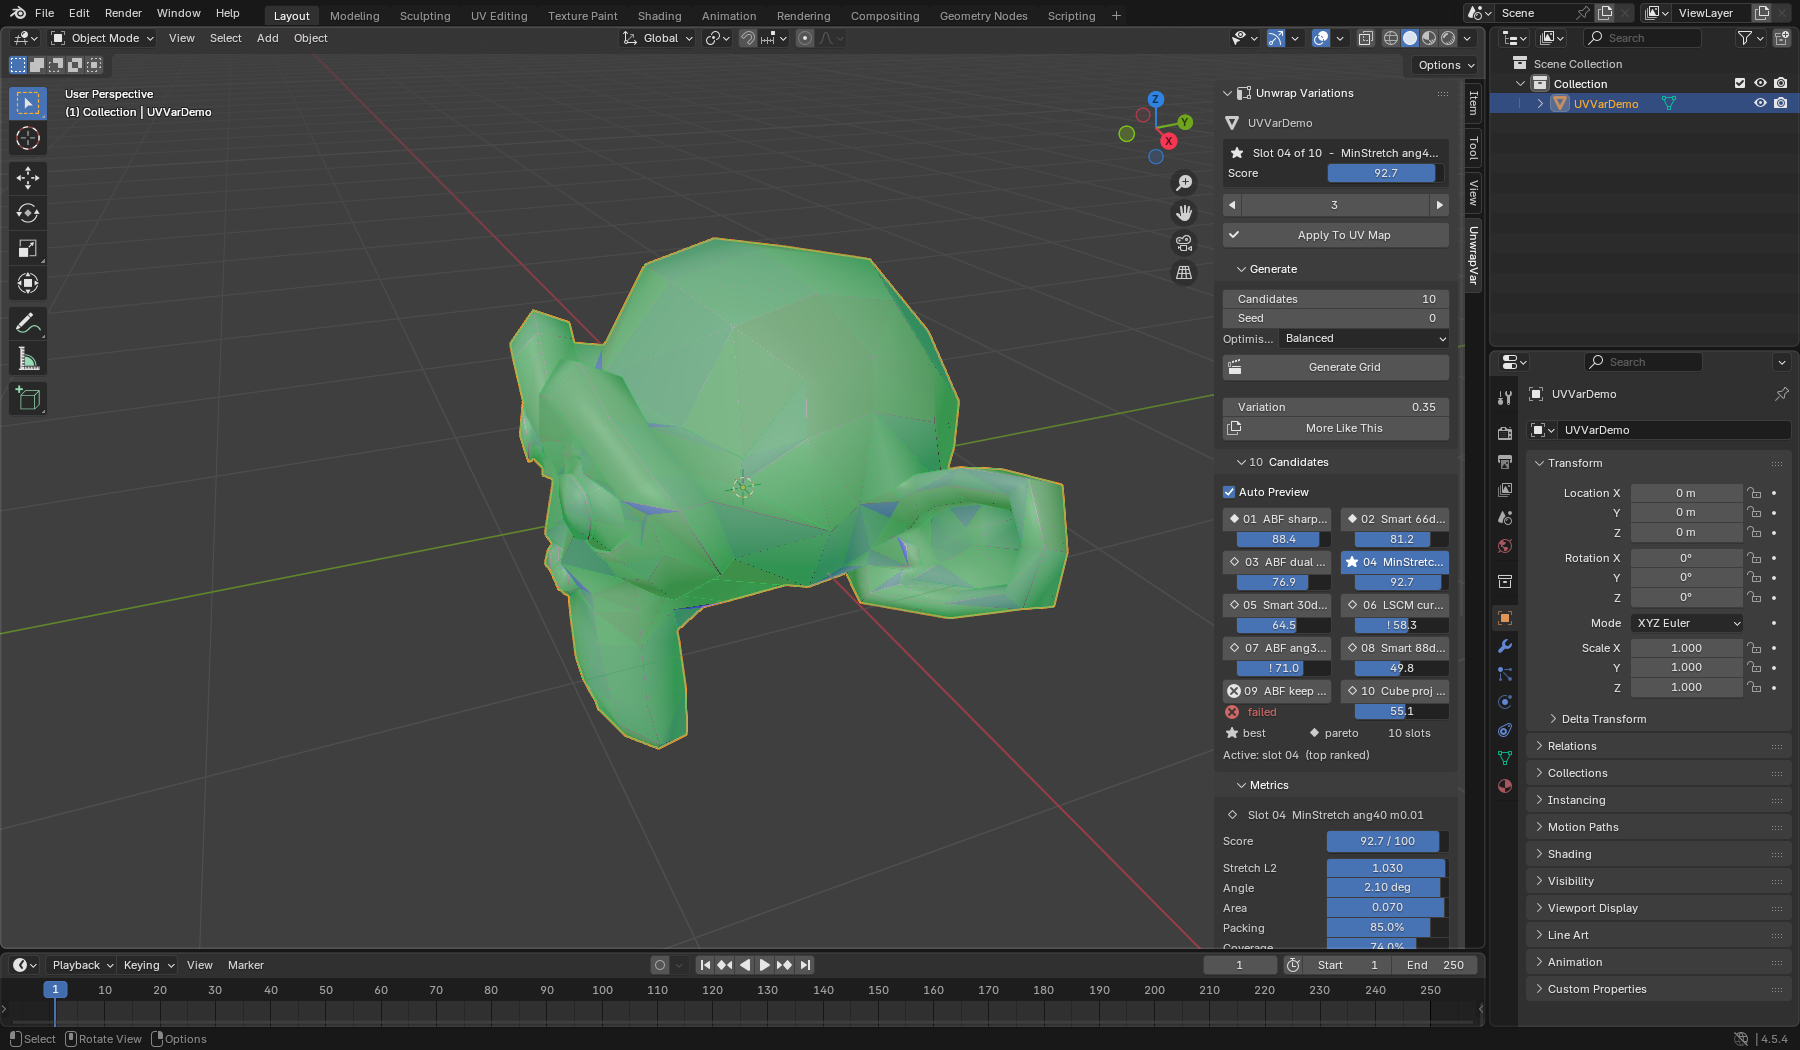 File Edit Render Window Help Layout Modeling Sculpting UV Editing Texture Paint Shading Animation Rendering Compositing Geometry Nodes Scripting + Scene ViewLayer
Object Mode View Select Add Object Global Search
Options
User Perspective
(1) Collection | UVVarDemo
Z
Y
X
Unwrap Variations
UVVarDemo
Slot 04 of 10 - MinStretch ang4...
Score 92.7
3
Apply To UV Map
Generate
Candidates 10
Seed 0
Optimis... Balanced
Generate Grid
Variation 0.35
More Like This
10 Candidates
Auto Preview
01 ABF sharp... 02 Smart 66d...
88.4 81.2
03 ABF dual ... 04 MinStretc...
76.9 92.7
05 Smart 30d... 06 LSCM cur...
64.5 ! 58.3
07 ABF ang3... 08 Smart 88d...
! 71.0 49.8
09 ABF keep ... 10 Cube proj ...
failed 55.1
best pareto 10 slots
Active: slot 04 (top ranked)
Metrics
Slot 04 MinStretch ang40 m0.01
Score 92.7 / 100
Stretch L2 1.030
Angle 2.10 deg
Area 0.070
Packing 85.0%
Coverage 74.0%
Item
Tool
View
UnwrapVar
Scene Collection
Collection
UVVarDemo
Search
UVVarDemo
UVVarDemo
Transform
Location X 0 m
Y 0 m
Z 0 m
Rotation X 0°
Y 0°
Z 0°
Mode XYZ Euler
Scale X 1.000
Y 1.000
Z 1.000
Delta Transform
Relations
Collections
Instancing
Motion Paths
Shading
Visibility
Viewport Display
Line Art
Animation
Custom Properties
Playback Keying View Marker 1 Start 1 End 250
1 10 20 30 40 50 60 70 80 90 100 110 120 130 140 150 160 170 180 190 200 210 220 230 240 250
Select Rotate View Options 4.5.4